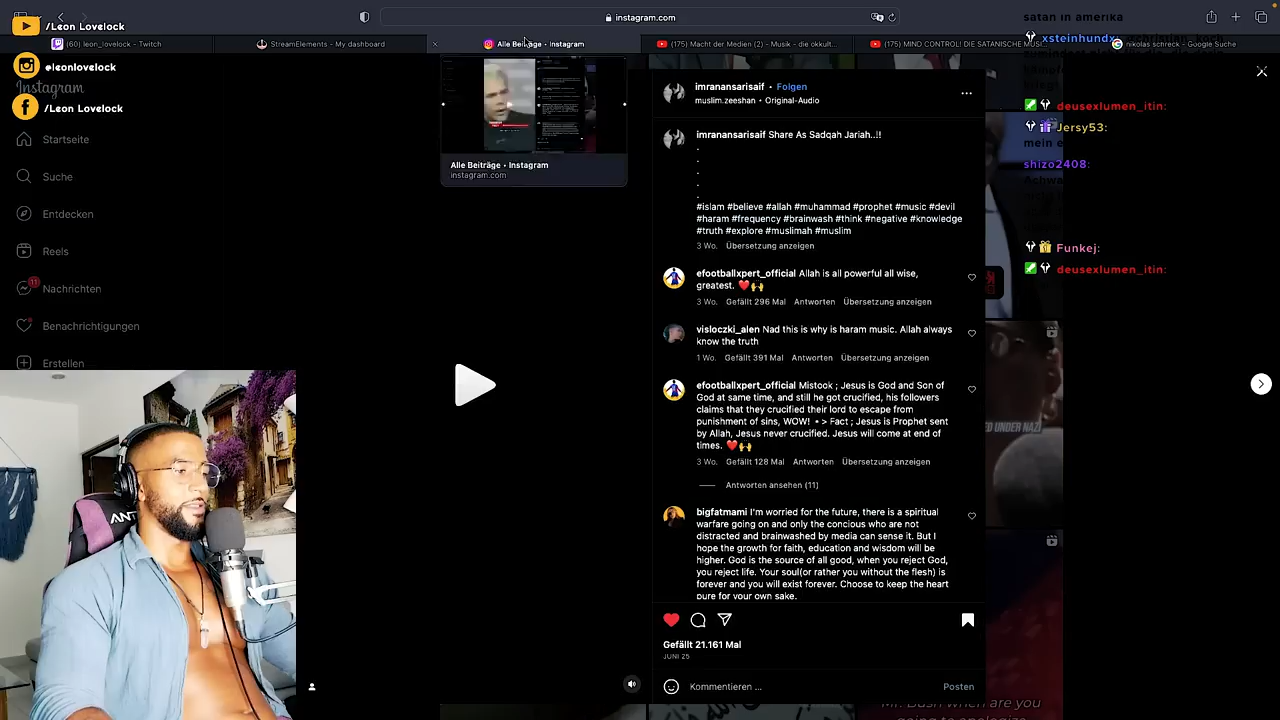 /Leon Lovelock
instagram.com
(60) leon_lovelock - Twitch
StreamElements - My dashboard
Alle Beiträge • Instagram
(175) Macht der Medien (2) - Musik - die okkult...
(175) MIND CONTROL! DIE SATANISCHE MUSI...
nikolas schreck - Google Suche
satan in amerika
xsteinhundx
@leonlovelock
Instagram
/Leon Lovelock
Startseite
Suche
Entdecken
Reels
11
Nachrichten
Benachrichtigungen
Erstellen
Alle Beiträge • Instagram
instagram.com
imranansarisaif • Folgen
muslim.zeeshan • Original-Audio
imranansarisaif Share As Sadqah Jariah..!!
.
.
.
.
.
#islam #believe #allah #muhammad #prophet #music #devil
#haram #frequency #brainwash #think #negative #knowledge
#truth #explore #muslimah #muslim
3 Wo. Übersetzung anzeigen
efootballxpert_official Allah is all powerful all wise,
greatest. ❤️🙌
3 Wo. Gefällt 296 Mal Antworten Übersetzung anzeigen
visloczki_alen Nad this is why is haram music. Allah always
know the truth
1 Wo. Gefällt 391 Mal Antworten Übersetzung anzeigen
efootballxpert_official Mistook ; Jesus is God and Son of
God at same time, and still he got crucified, his followers
claims that they crucified their lord to escape from
punishment of sins, WOW! • > Fact ; Jesus is Prophet sent
by Allah, Jesus never crucified. Jesus will come at end of
times. ❤️🙌
3 Wo. Gefällt 128 Mal Antworten Übersetzung anzeigen
Antworten ansehen (11)
bigfatmami I'm worried for the future, there is a spiritual
warfare going on and only the concious who are not
distracted and brainwashed by media can sense it. But I
hope the growth for faith, education and wisdom will be
higher. God is the source of all good, when you reject God,
you reject life. Your soul(or rather you without the flesh) is
forever and you will exist forever. Choose to keep the heart
pure for your own sake.
Gefällt 21.161 Mal
JUNI 25
Kommentieren ...
Posten
deusexlumen_itin:
Jersy53:
mein e
shizo2408:
Achwa
Funkej:
deusexlumen_itin:
ED UNDER NAZI
Mr. Bush when are you
going to apologize
ANT